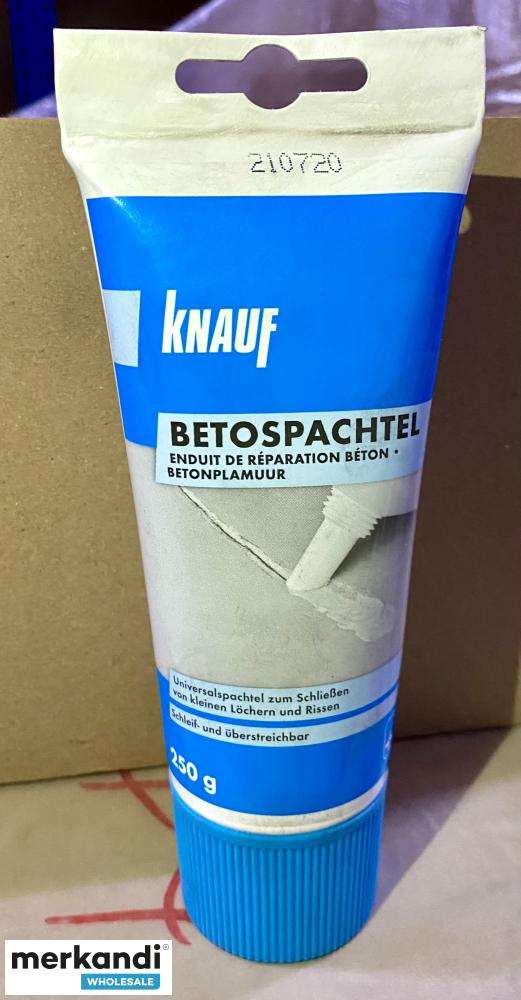 210720
KNAUF
BETOSPACHTEL
ENDUIT DE RÉPARATION BÉTON •
BETONPLAMUUR
Universalspachtel zum Schließen
von kleinen Löchern und Rissen
Schleif- und überstreichbar
250 g
merkandi®
WHOLESALE